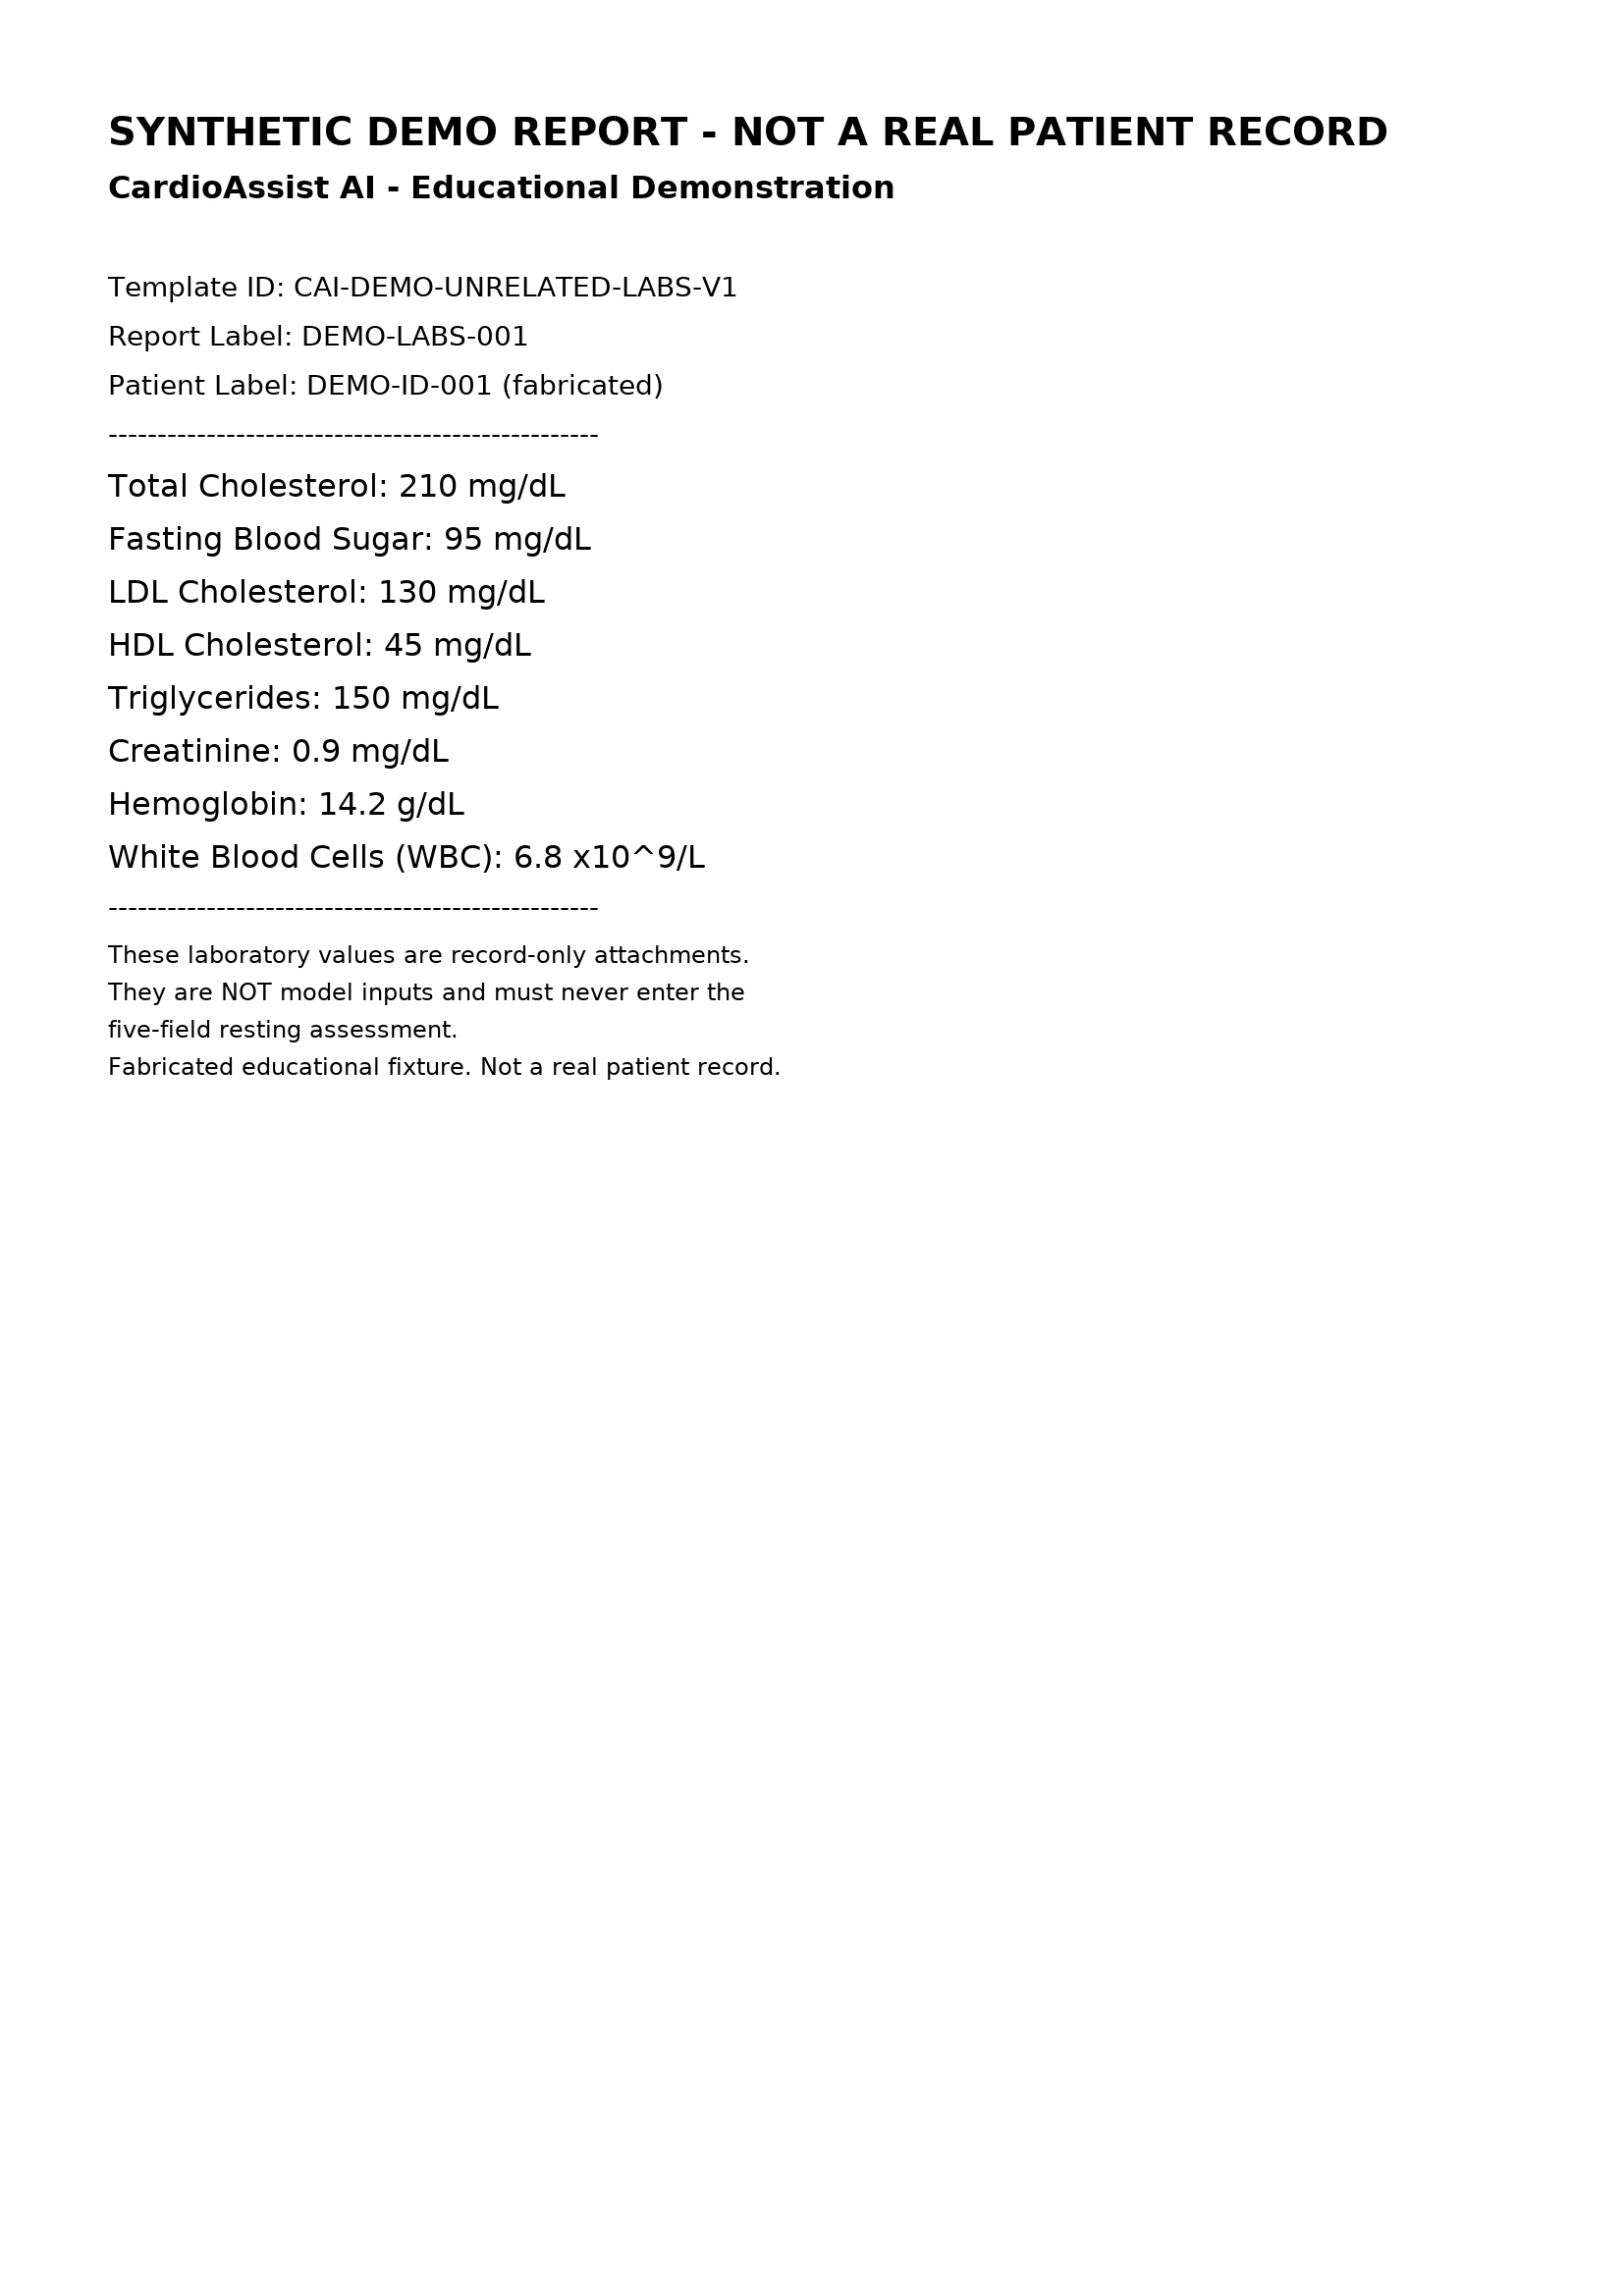 SYNTHETIC DEMO REPORT - NOT A REAL PATIENT RECORD
CardioAssist AI - Educational Demonstration
Template ID: CAI-DEMO-UNRELATED-LABS-V1
Report Label: DEMO-LABS-001
Patient Label: DEMO-ID-001 (fabricated)
--------------------------------------------------
Total Cholesterol: 210 mg/dL
Fasting Blood Sugar: 95 mg/dL
LDL Cholesterol: 130 mg/dL
HDL Cholesterol: 45 mg/dL
Triglycerides: 150 mg/dL
Creatinine: 0.9 mg/dL
Hemoglobin: 14.2 g/dL
White Blood Cells (WBC): 6.8 x10^9/L
--------------------------------------------------
These laboratory values are record-only attachments.
They are NOT model inputs and must never enter the
five-field resting assessment.
Fabricated educational fixture. Not a real patient record.